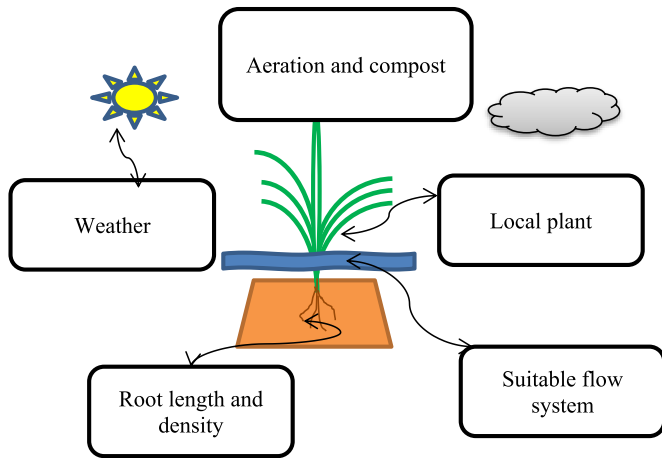 Aeration and compost
Weather
Local plant
Root length and
density
Suitable flow
system